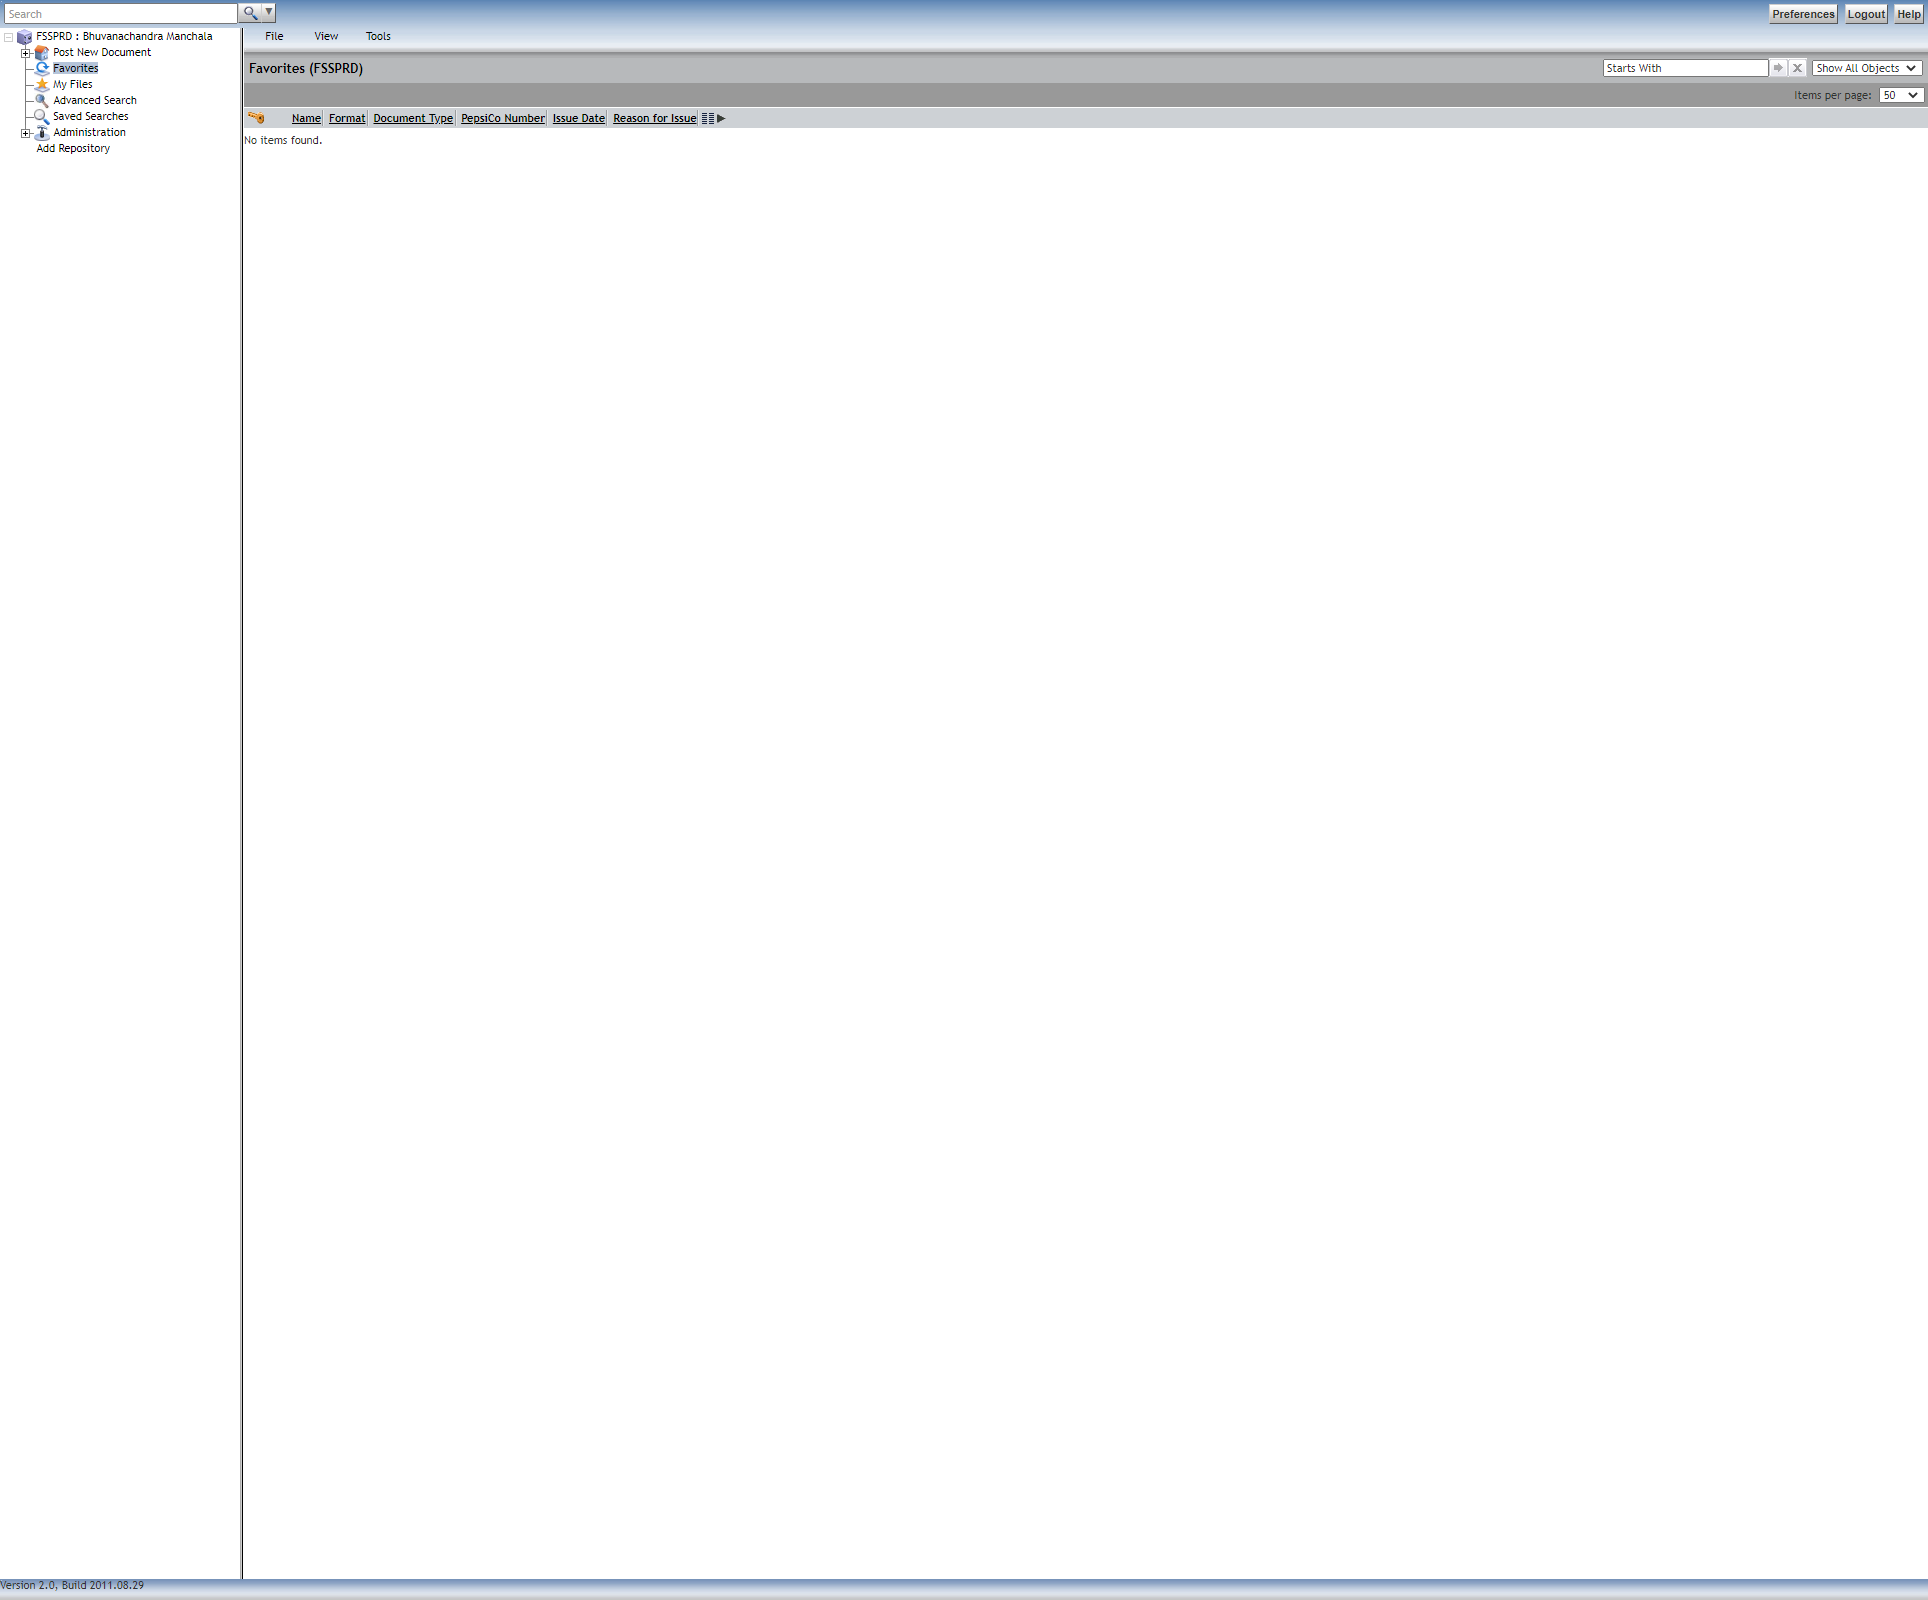 Search
Preferences Logout Help
FSSPRD : Bhuvanachandra Manchala
Post New Document
Favorites
My Files
Advanced Search
Saved Searches
Administration
Add Repository
File View Tools
Favorites (FSSPRD)
Starts With
Show All Objects
Items per page: 50
Name Format Document Type PepsiCo Number Issue Date Reason for Issue
No items found.
Version 2.0, Build 2011.08.29